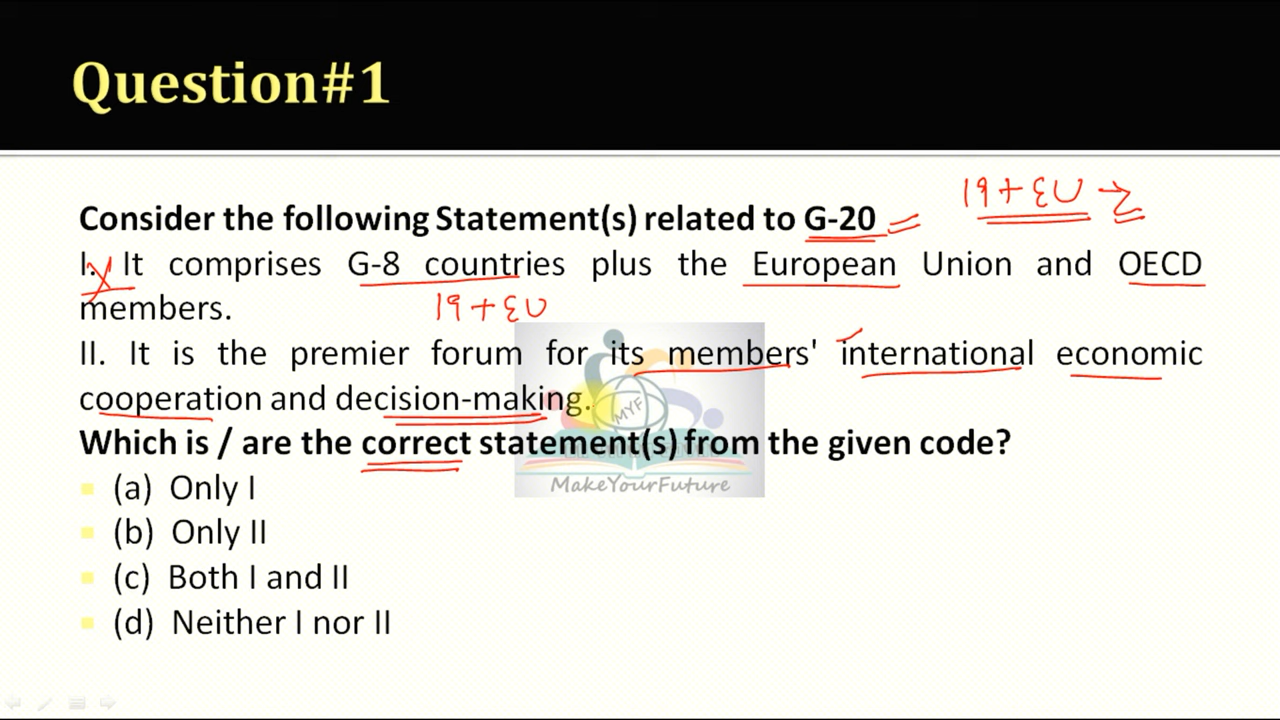 Question#1
19+EU →
Consider the following Statement(s) related to G-20
I. It comprises G-8 countries plus the European Union and OECD
members. 19+EU
II. It is the premier forum for its members' international economic
cooperation and decision-making.
MYF
Which is / are the correct statement(s) from the given code?
MakeYourFuture
(a) Only I
(b) Only II
(c) Both I and II
(d) Neither I nor II